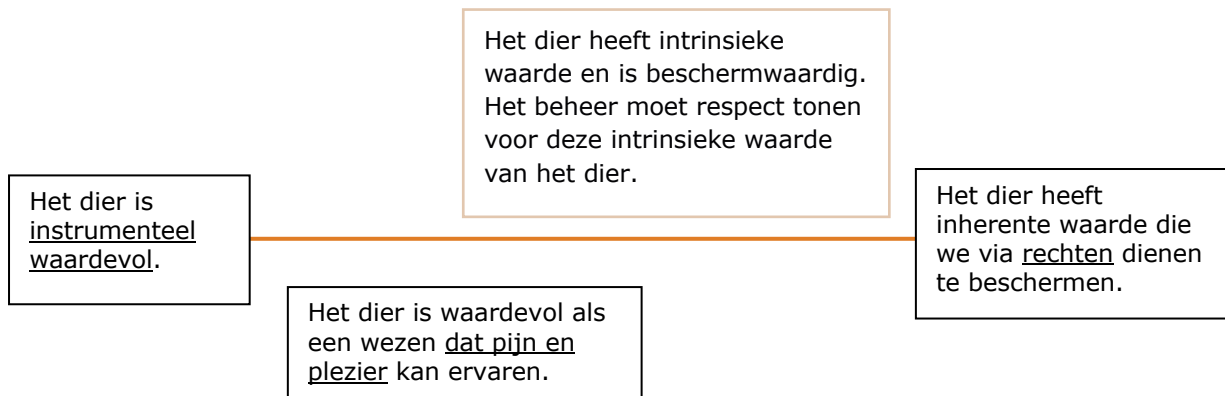 Het dier heeft intrinsieke
waarde en is beschermwaardig.
Het beheer moet respect tonen
voor deze intrinsieke waarde
van het dier.
Het dier is
instrumenteel
waardevol.
Het dier heeft
inherente waarde die
we via rechten dienen
te beschermen.
Het dier is waardevol als
een wezen dat pijn en
plezier kan ervaren.